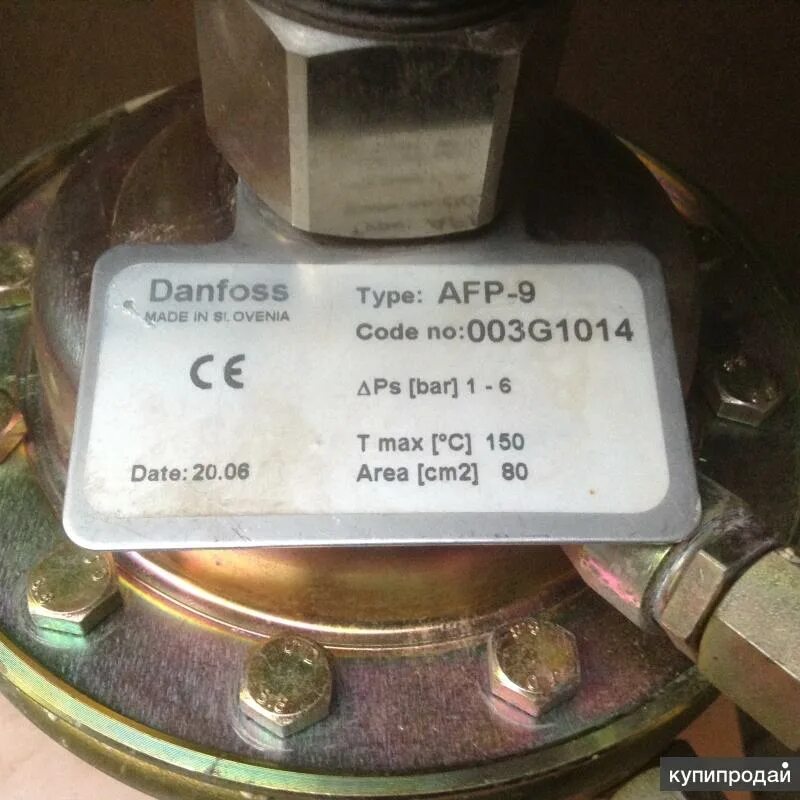 Danfoss
MADE IN SLOVENIA
CE
Date: 20.06
Type: AFP-9
Code no: 003G1014
ΔPs [bar] 1 - 6
T max [°C] 150
Area [cm2] 80
купипродай